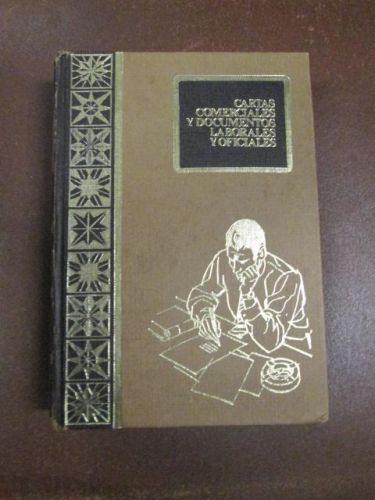 CARTAS
COMERCIALES
Y DOCUMENTOS
LABORALES
Y OFICIALES